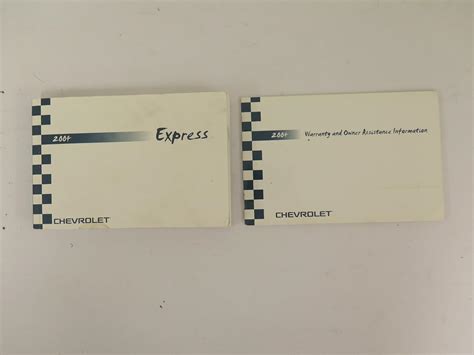 2004
Express
CHEVROLET
2004
Warranty and Owner Assistance Information
CHEVROLET